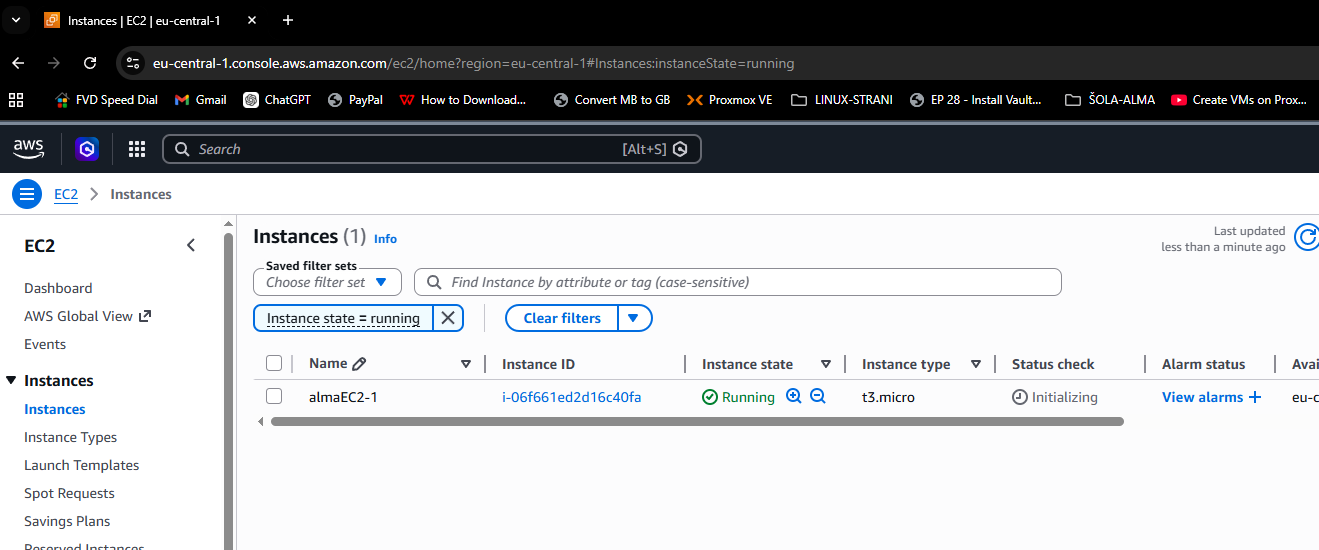 Instances | EC2 | eu-central-1
eu-central-1.console.aws.amazon.com/ec2/home?region=eu-central-1#Instances:instanceState=running
FVD Speed Dial Gmail ChatGPT PayPal How to Download... Convert MB to GB Proxmox VE LINUX-STRANI EP 28 - Install Vault... ŠOLA-ALMA Create VMs on Prox...
aws Search [Alt+S]
EC2 Instances
EC2
Dashboard
AWS Global View
Events
Instances
Instances
Instance Types
Launch Templates
Spot Requests
Savings Plans
Reserved Instances
Instances (1) Info
Last updated
less than a minute ago
Saved filter sets
Choose filter set
Find Instance by attribute or tag (case-sensitive)
Instance state = running
Clear filters
Name Instance ID Instance state Instance type Status check Alarm status Avai
almaEC2-1 i-06f661ed2d16c40fa Running t3.micro Initializing View alarms + eu-c